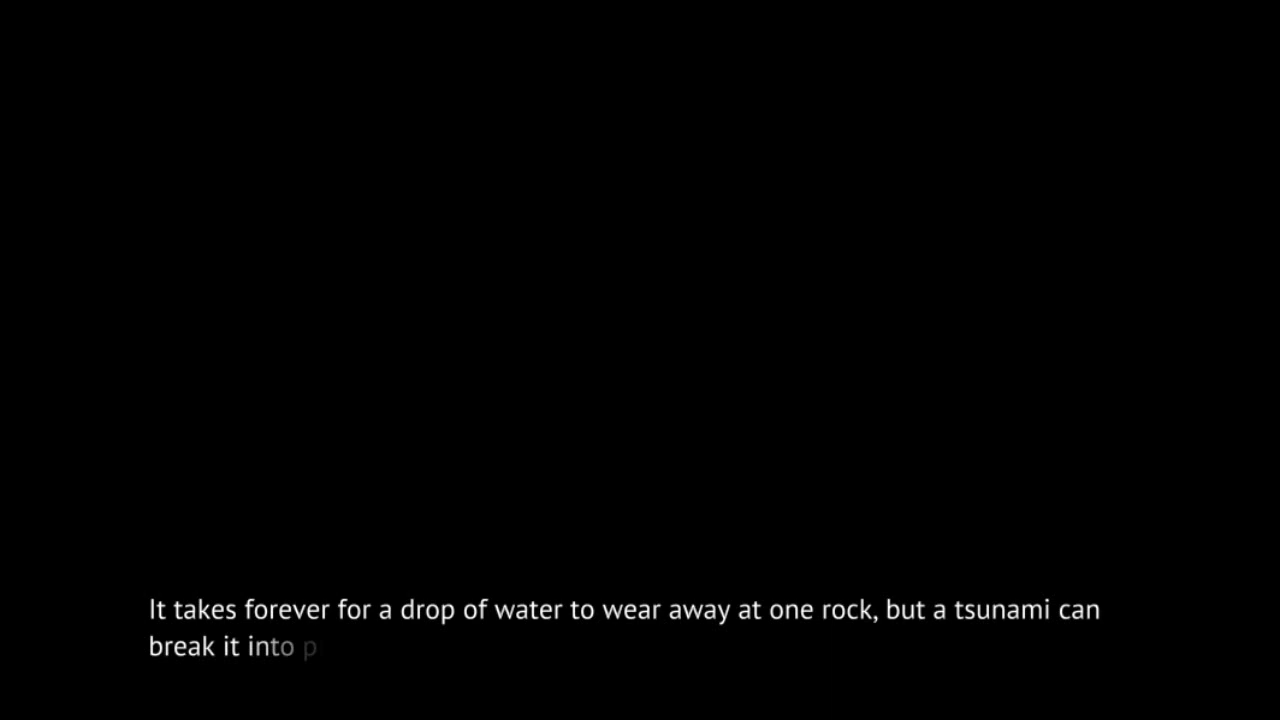 It takes forever for a drop of water to wear away at one rock, but a tsunami can
break it into p